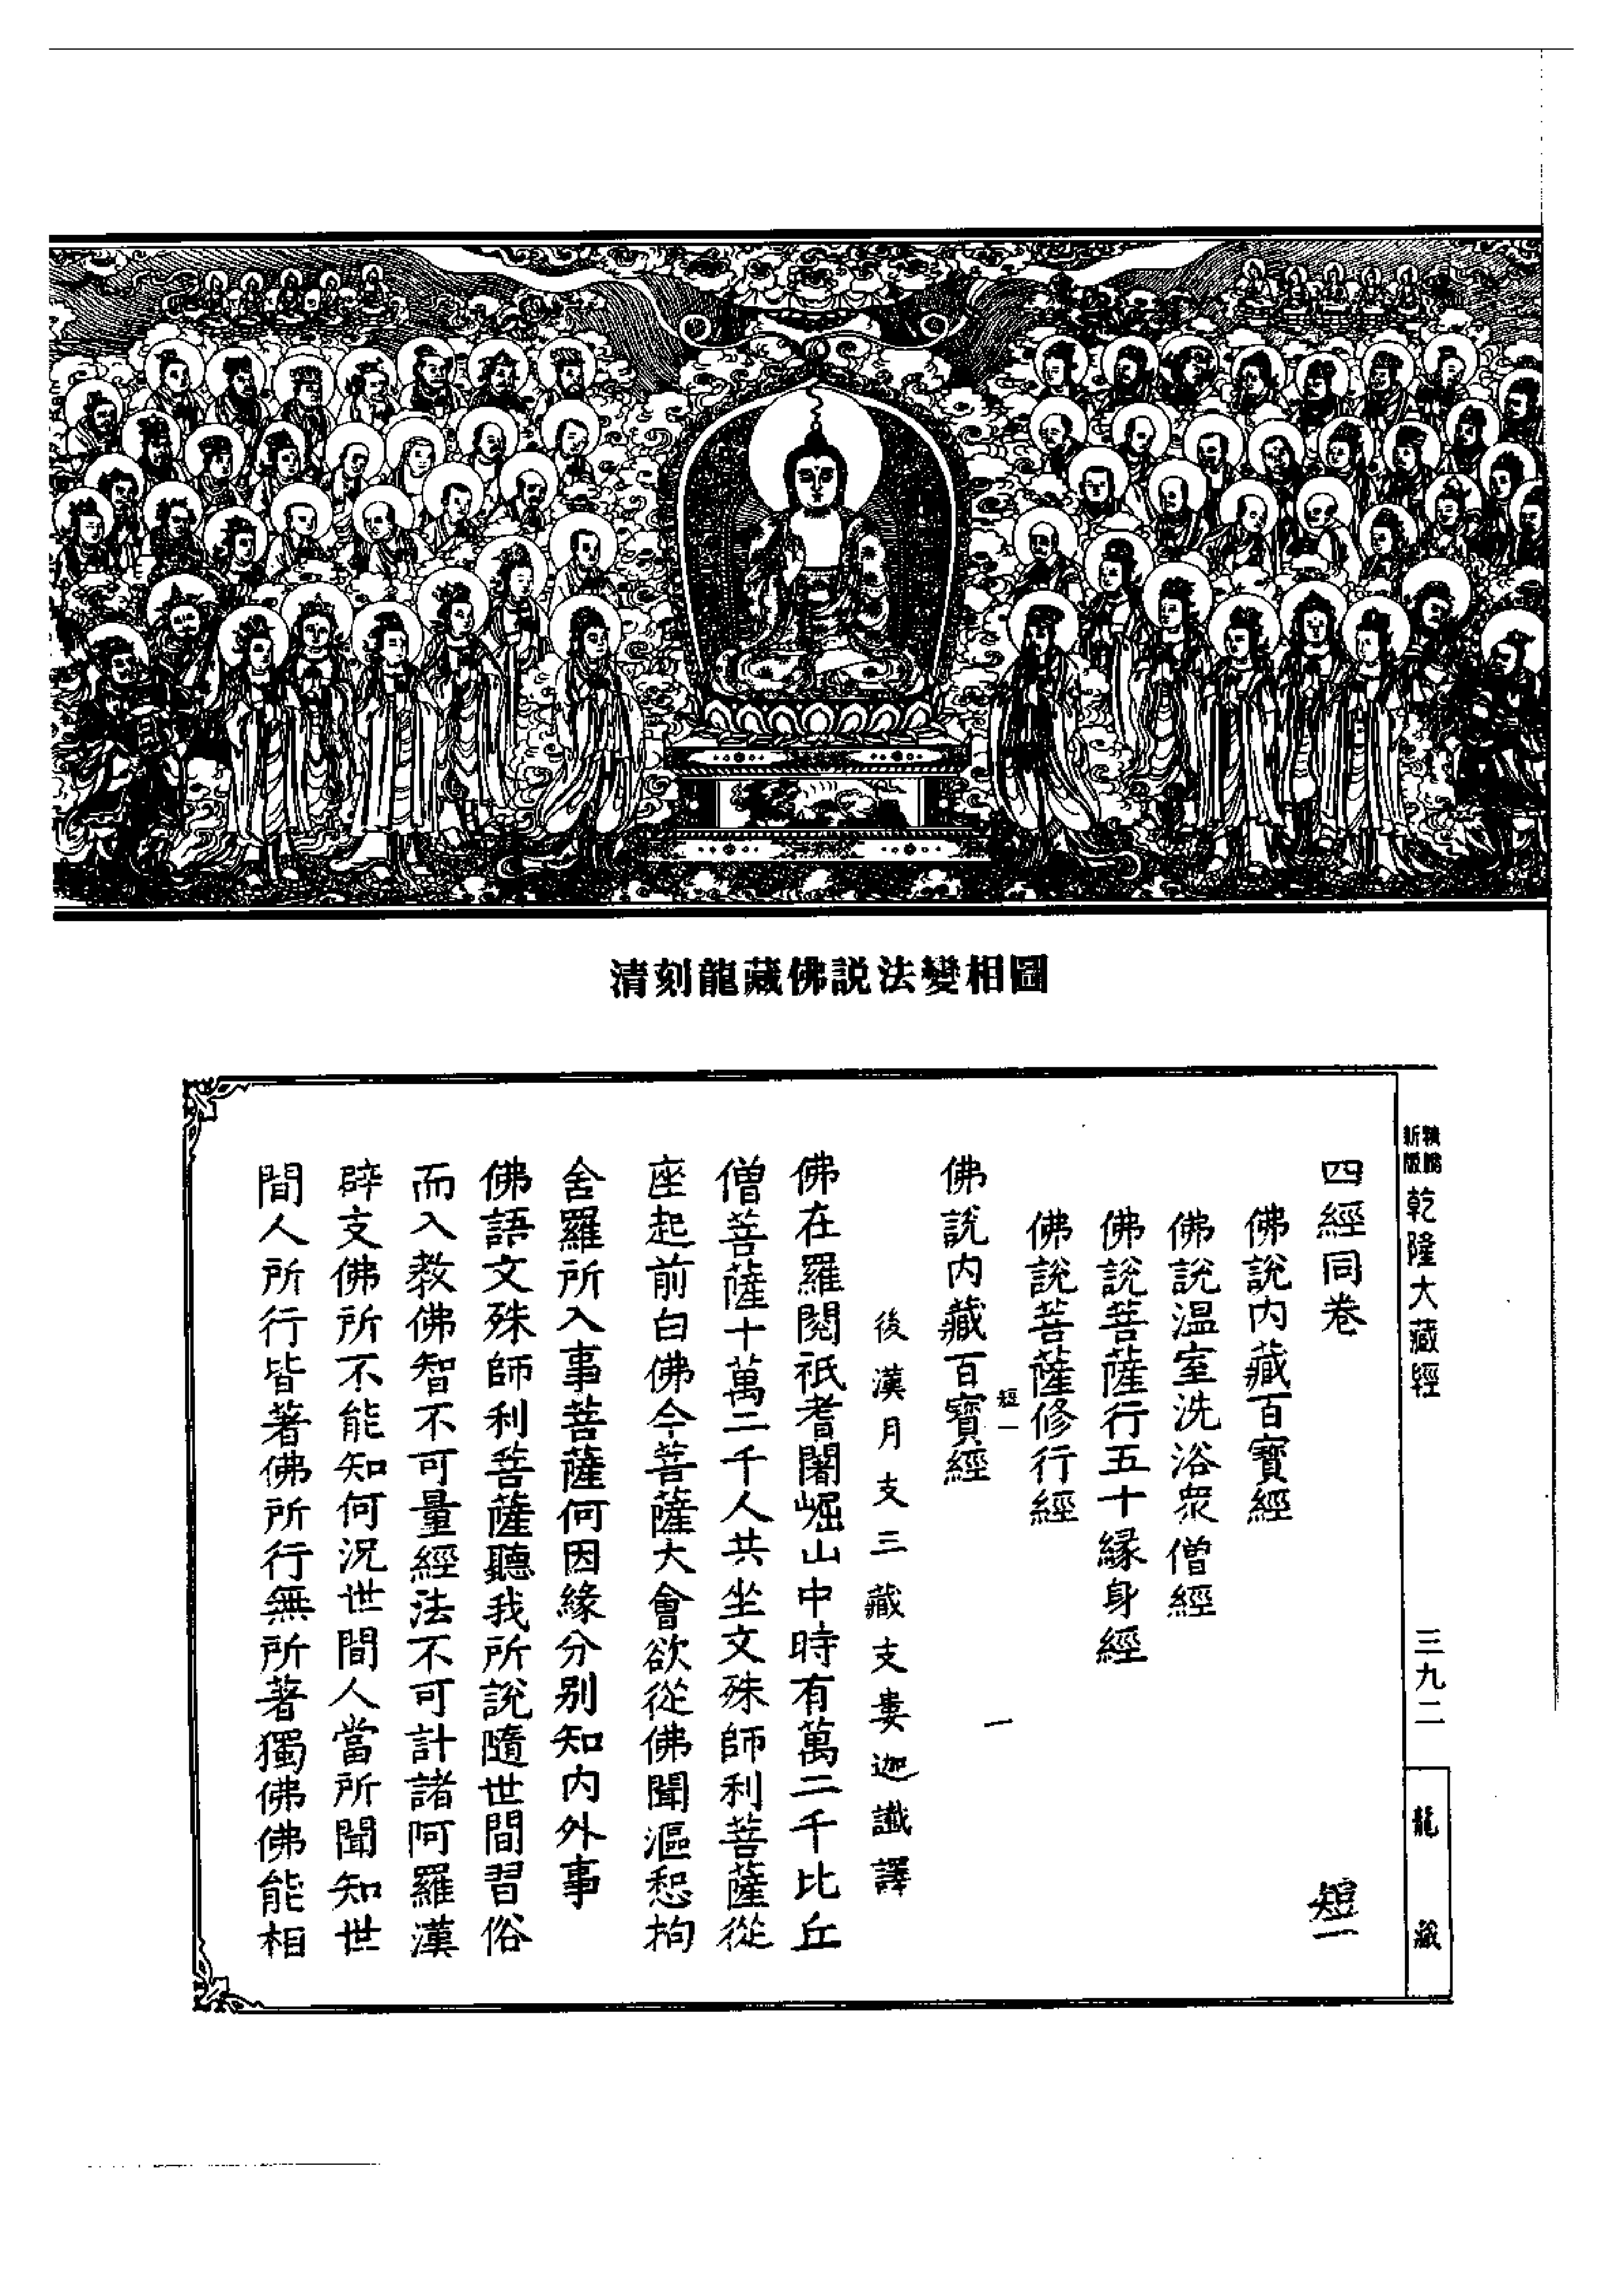 清刻龍藏佛説法變相圖
新版
精縮
乾隆大藏經
三九二
龍藏
四經同卷
短一
佛說内藏百寶經
佛說温室洗浴衆僧經
佛說菩薩行五十縁身經
佛說菩薩修行經
短一
一
佛説内藏百寶經
後漢月支三藏支婁迦讖譯
佛在羅閱祇耆闍崛山中時有萬二千比丘
僧菩薩十萬二千人共坐文殊師利菩薩從
座起前白佛今菩薩大會欲從佛聞漚惒拘
舍羅所入事菩薩何因緣分別知内外事
佛語文殊師利菩薩聽我所說隨世間習俗
而入教佛智不可量經法不可計諸阿羅漢
辟支佛所不能知何況世間人當所聞知世
間人所行皆著佛所行無所著獨佛佛能相